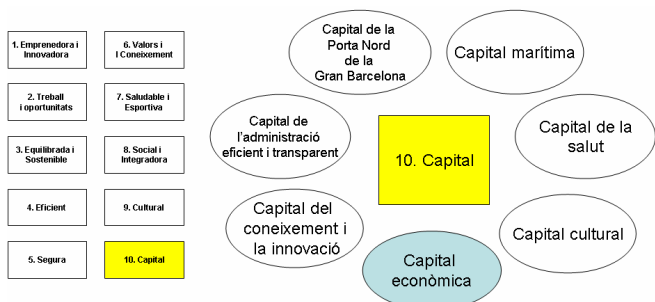 1. Emprenedora i
Innovadora
2. Treball
i oportunitats
3. Equilibrada i
Sostenible
4. Eficient
5. Segura
6. Valors i
l Coneixement
7. Saludable i
Esportiva
8. Social i
Integradora
9. Cultural
10. Capital
Capital de la
Porta Nord
de la
Gran Barcelona
Capital marítima
Capital de
l'administració
eficient i transparent
10. Capital
Capital de la
salut
Capital del
coneixement i
la innovació
Capital cultural
Capital
econòmica